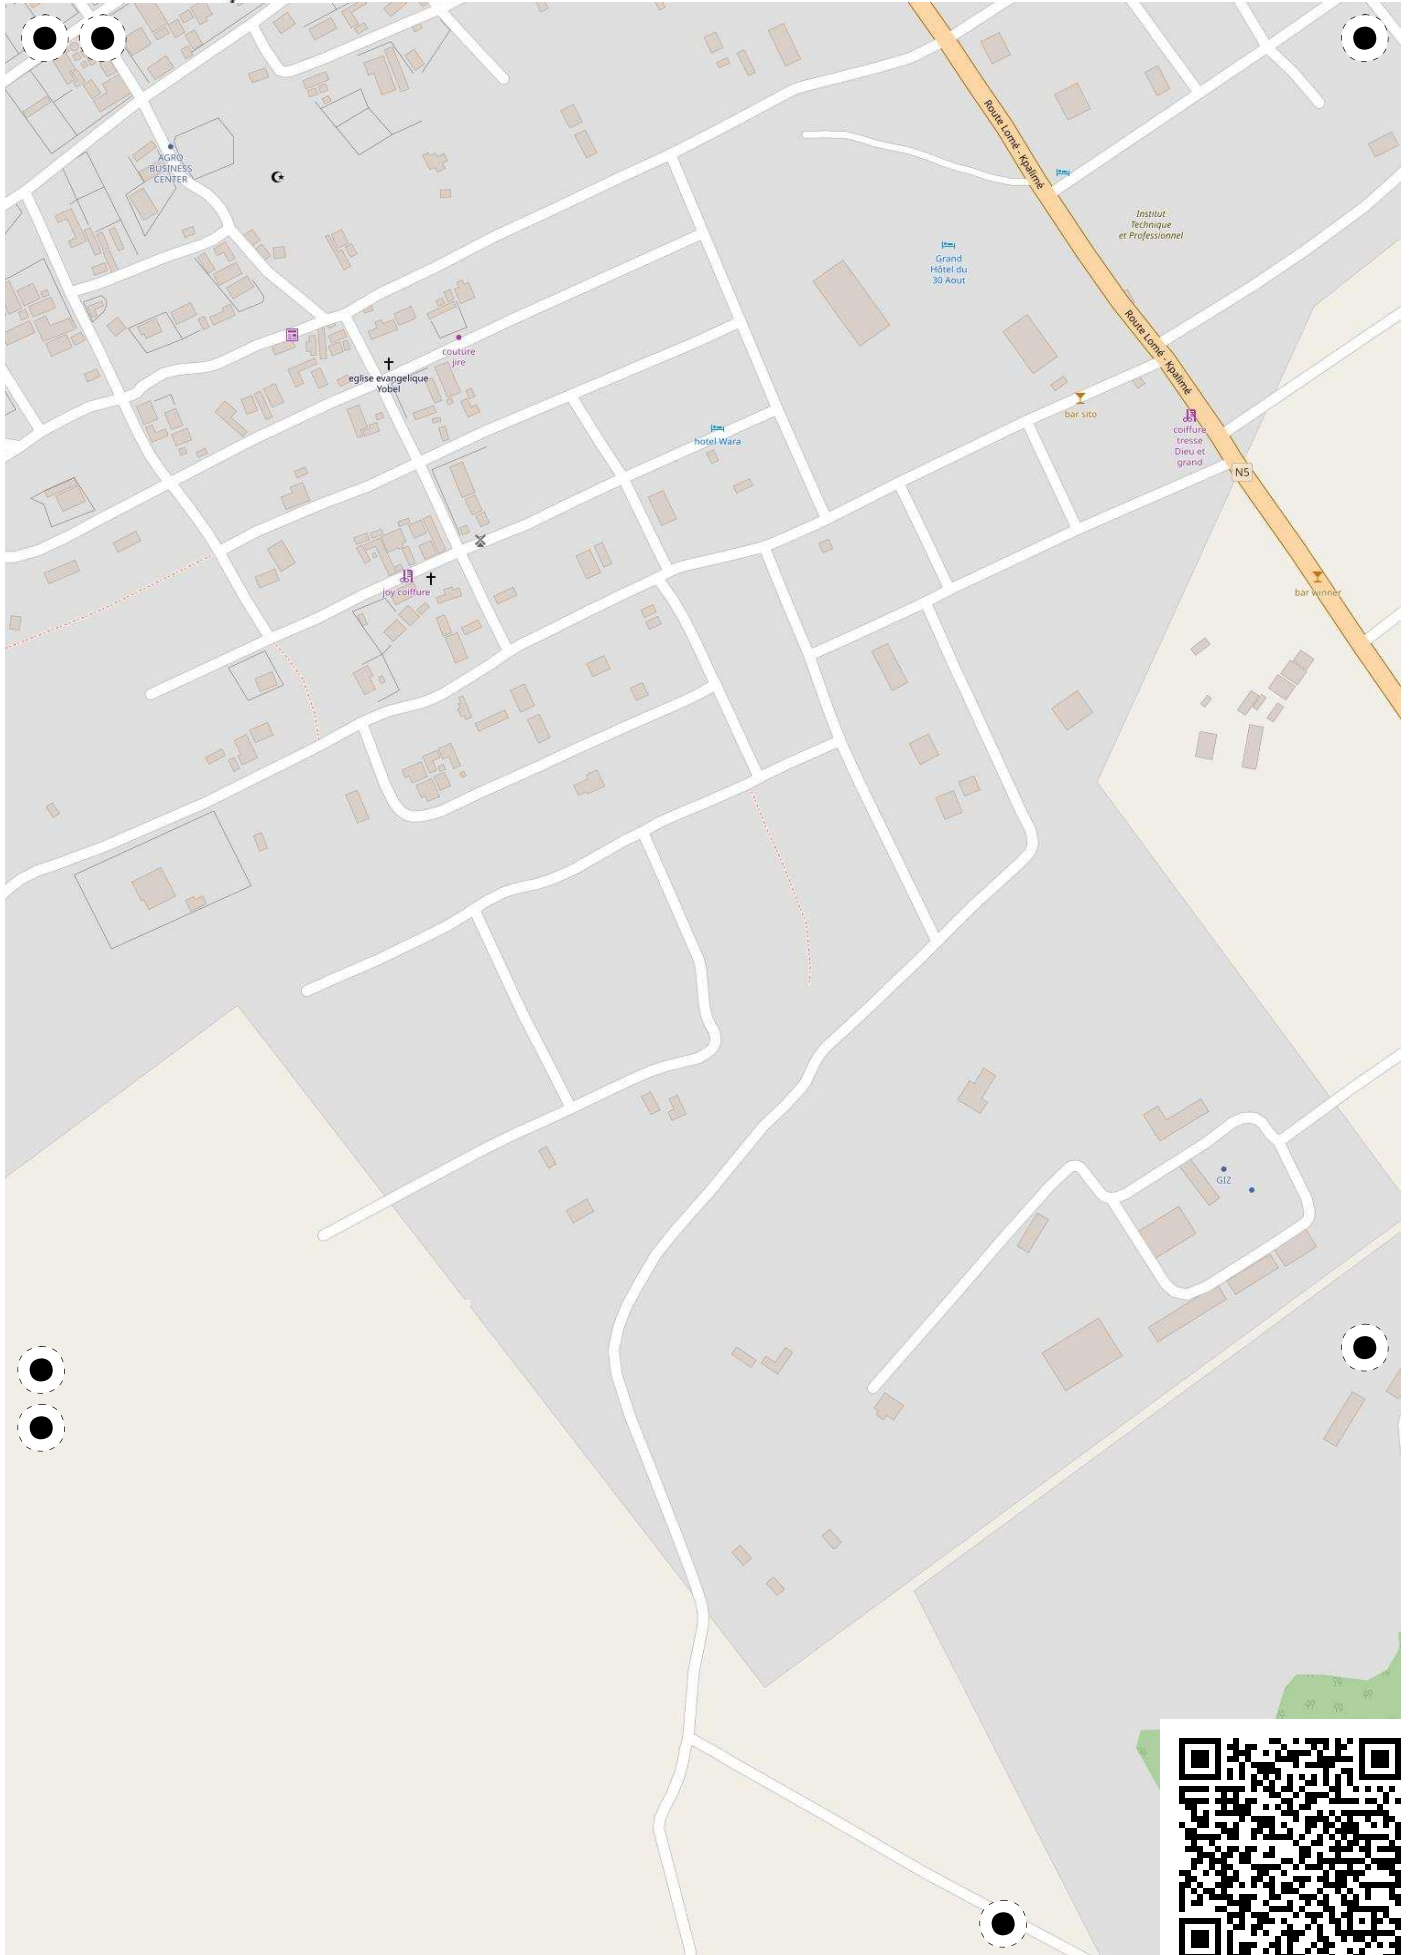 Route Lomé - Kpalimé
AGRO
BUSINESS
CENTER
Institut
Technique
et Professionnel
Grand
Hôtel du
30 Aout
Route Lomé - Kpalimé
couture
jire
eglise evangelique
Yobel
bar sito
hotel Wara
coiffure
tresse
Dieu et
grand
N5
joy coiffure
bar winner
GIZ